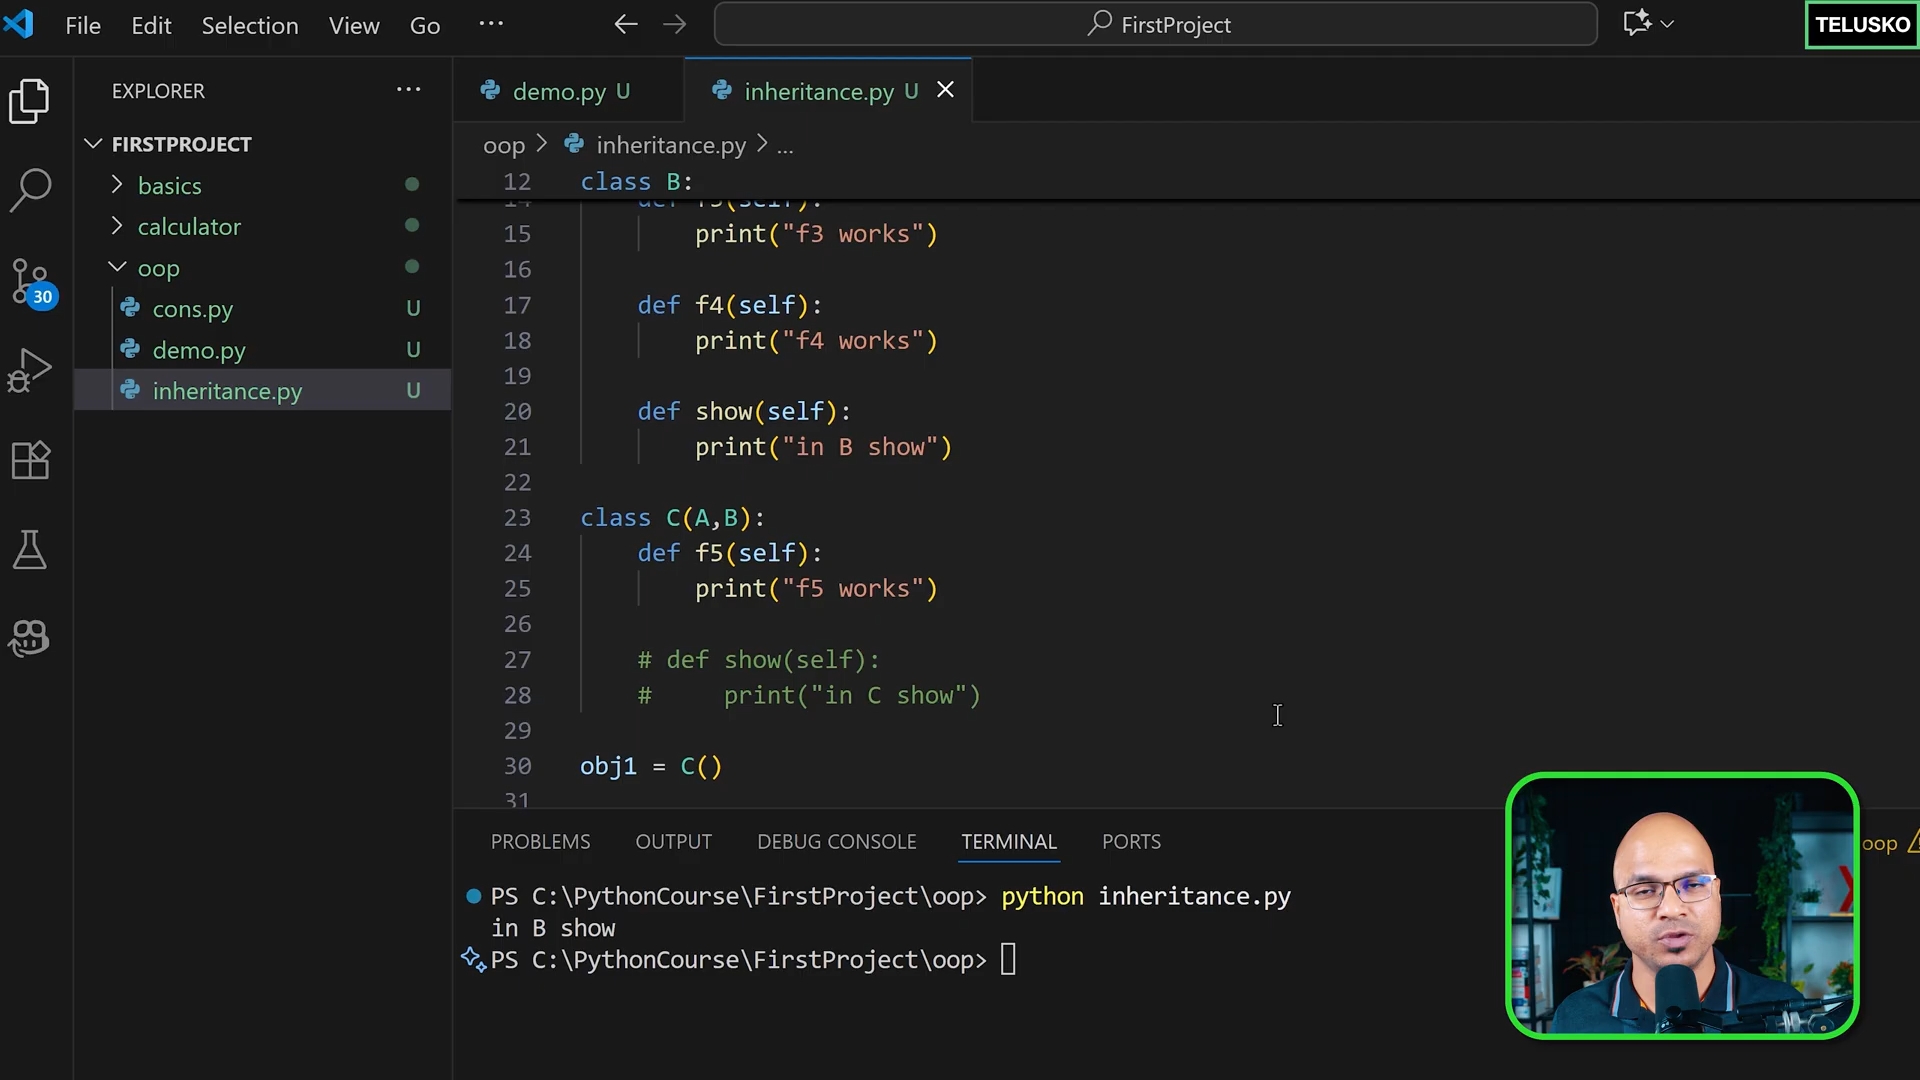 File Edit Selection View Go ...
FirstProject
TELUSKO
EXPLORER ...
demo.py U
inheritance.py U
FIRSTPROJECT
oop > inheritance.py > ...
basics
calculator
oop
30
cons.py U
demo.py U
inheritance.py U
12 class B:
14 def f3(self):
15 print("f3 works")
16
17 def f4(self):
18 print("f4 works")
19
20 def show(self):
21 print("in B show")
22
23 class C(A,B):
24 def f5(self):
25 print("f5 works")
26
27 # def show(self):
28 # print("in C show")
29
30 obj1 = C()
31
PROBLEMS OUTPUT DEBUG CONSOLE TERMINAL PORTS
oop
PS C:\PythonCourse\FirstProject\oop> python inheritance.py
in B show
PS C:\PythonCourse\FirstProject\oop>